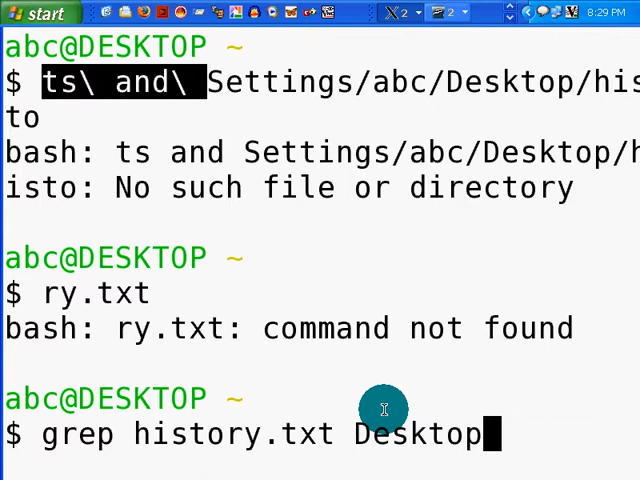 start
X 2
2
8:29 PM
abc@DESKTOP ~
$ ts\ and\ Settings/abc/Desktop/his
to
bash: ts and Settings/abc/Desktop/h
isto: No such file or directory
abc@DESKTOP ~
$ ry.txt
bash: ry.txt: command not found
abc@DESKTOP ~
$ grep history.txt Desktop